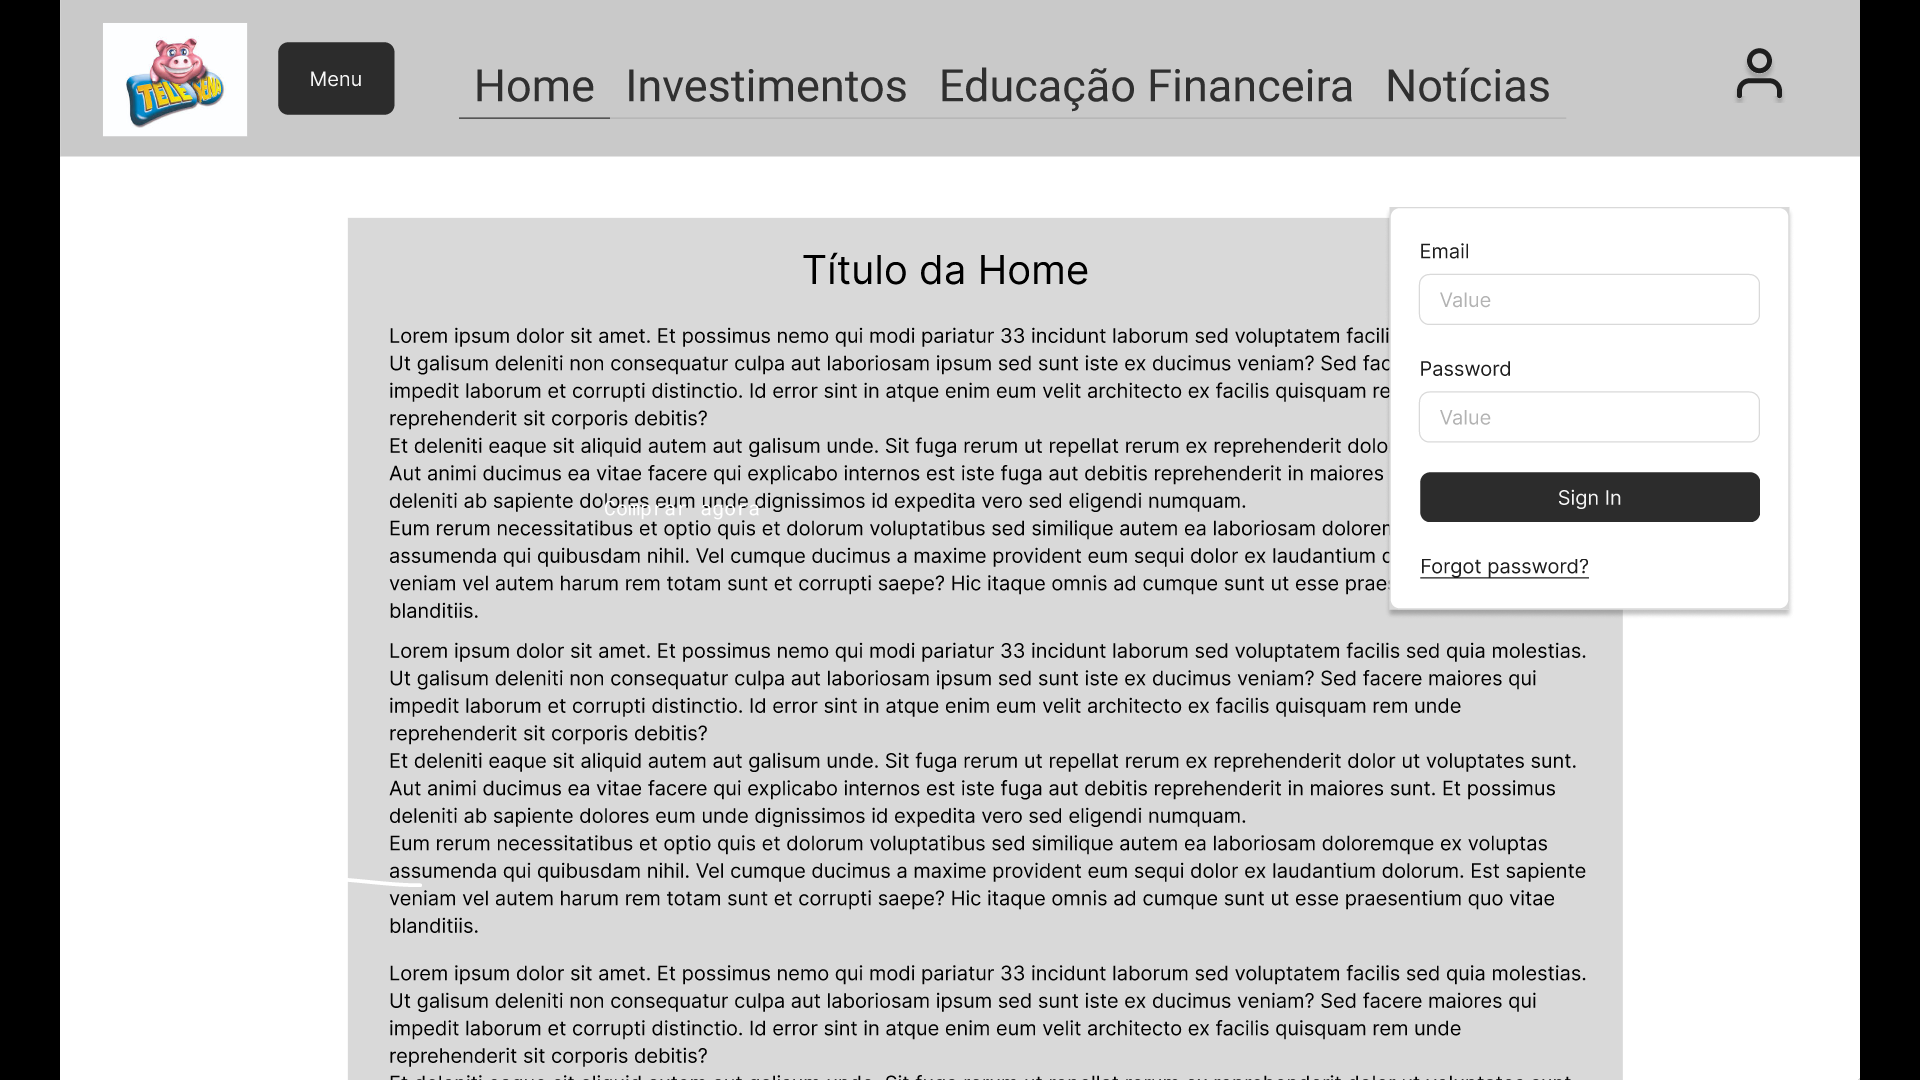 TELE SENA
Menu
Home Investimentos Educação Financeira Notícias
Título da Home
Lorem ipsum dolor sit amet. Et possimus nemo qui modi pariatur 33 incidunt laborum sed voluptatem facili
Ut galisum deleniti non consequatur culpa aut laboriosam ipsum sed sunt iste ex ducimus veniam? Sed fac
impedit laborum et corrupti distinctio. Id error sint in atque enim eum velit architecto ex facilis quisquam re
reprehenderit sit corporis debitis?
Et deleniti eaque sit aliquid autem aut galisum unde. Sit fuga rerum ut repellat rerum ex reprehenderit dolo
Aut animi ducimus ea vitae facere qui explicabo internos est iste fuga aut debitis reprehenderit in maiores
deleniti ab sapiente dolores eum unde dignissimos id expedita vero sed eligendi numquam.
Comprar agora
Eum rerum necessitatibus et optio quis et dolorum voluptatibus sed similique autem ea laboriosam dolorem
assumenda qui quibusdam nihil. Vel cumque ducimus a maxime provident eum sequi dolor ex laudantium d
veniam vel autem harum rem totam sunt et corrupti saepe? Hic itaque omnis ad cumque sunt ut esse praes
blanditiis.
Email
Value
Password
Value
Sign In
Forgot password?
Lorem ipsum dolor sit amet. Et possimus nemo qui modi pariatur 33 incidunt laborum sed voluptatem facilis sed quia molestias.
Ut galisum deleniti non consequatur culpa aut laboriosam ipsum sed sunt iste ex ducimus veniam? Sed facere maiores qui
impedit laborum et corrupti distinctio. Id error sint in atque enim eum velit architecto ex facilis quisquam rem unde
reprehenderit sit corporis debitis?
Et deleniti eaque sit aliquid autem aut galisum unde. Sit fuga rerum ut repellat rerum ex reprehenderit dolor ut voluptates sunt.
Aut animi ducimus ea vitae facere qui explicabo internos est iste fuga aut debitis reprehenderit in maiores sunt. Et possimus
deleniti ab sapiente dolores eum unde dignissimos id expedita vero sed eligendi numquam.
Eum rerum necessitatibus et optio quis et dolorum voluptatibus sed similique autem ea laboriosam doloremque ex voluptas
assumenda qui quibusdam nihil. Vel cumque ducimus a maxime provident eum sequi dolor ex laudantium dolorum. Est sapiente
veniam vel autem harum rem totam sunt et corrupti saepe? Hic itaque omnis ad cumque sunt ut esse praesentium quo vitae
blanditiis.
Lorem ipsum dolor sit amet. Et possimus nemo qui modi pariatur 33 incidunt laborum sed voluptatem facilis sed quia molestias.
Ut galisum deleniti non consequatur culpa aut laboriosam ipsum sed sunt iste ex ducimus veniam? Sed facere maiores qui
impedit laborum et corrupti distinctio. Id error sint in atque enim eum velit architecto ex facilis quisquam rem unde
reprehenderit sit corporis debitis?